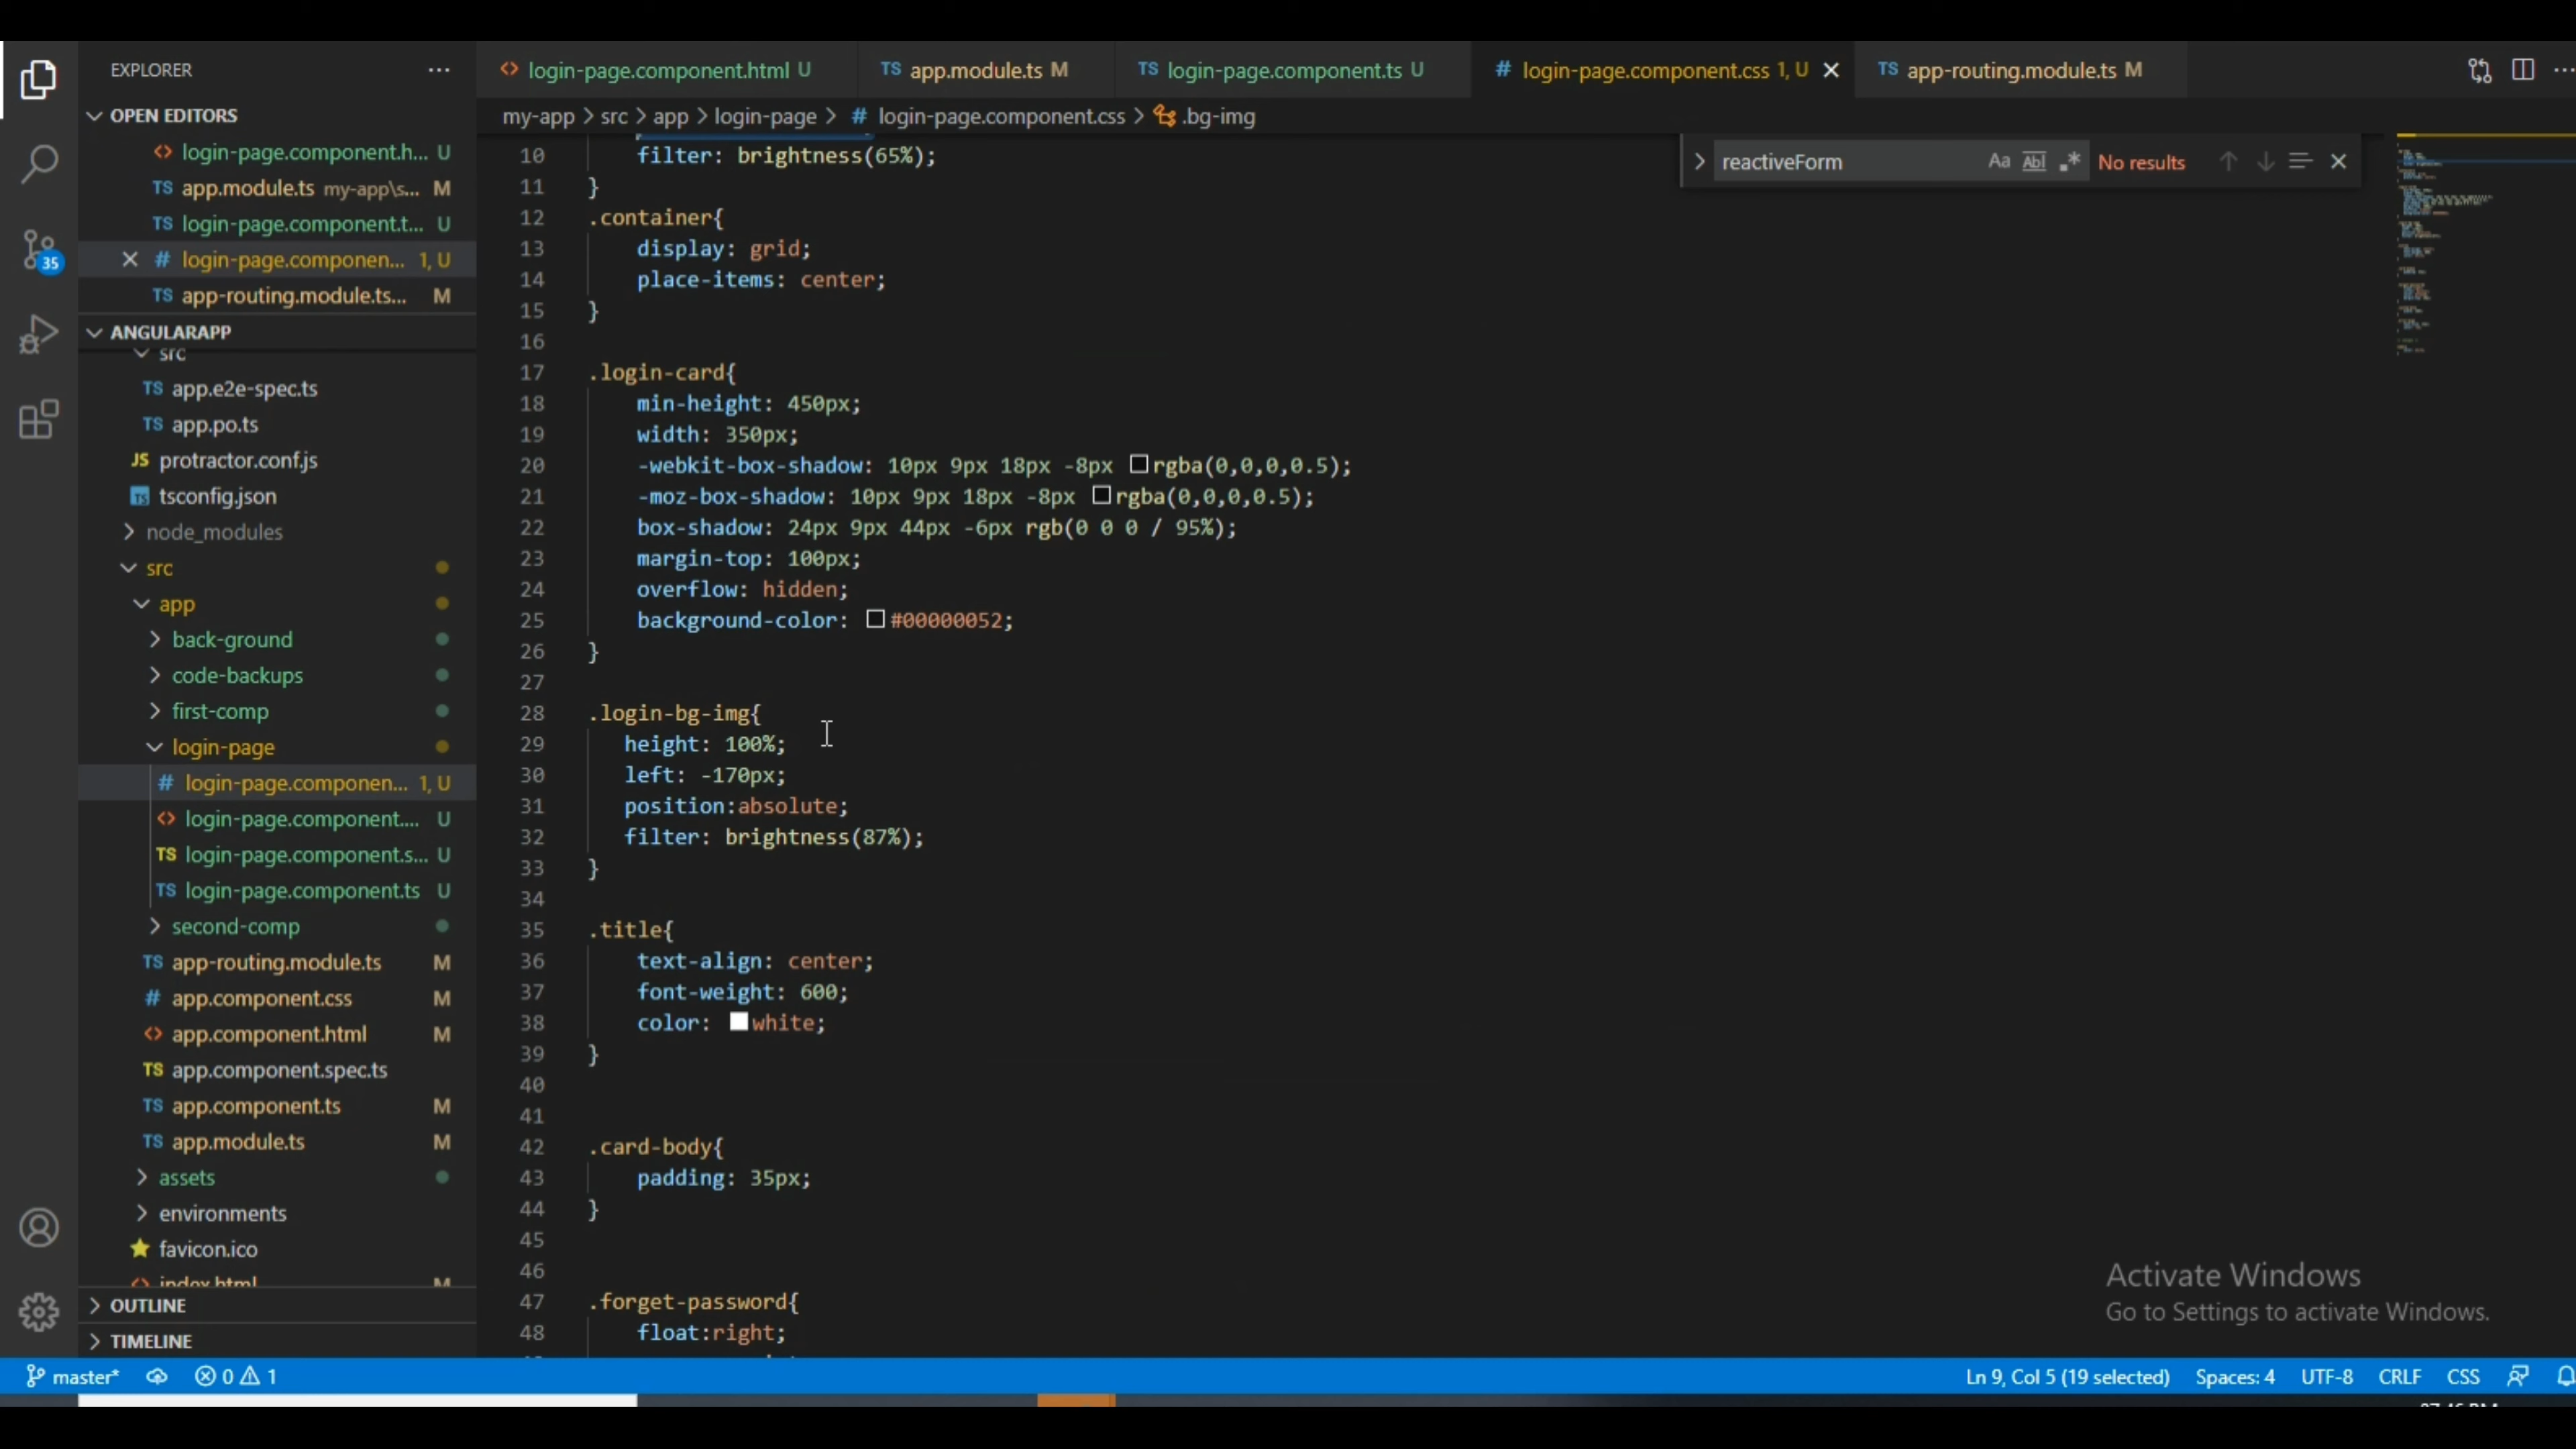 EXPLORER
OPEN EDITORS
login-page.component.h... U
TS app.module.ts my-app\s... M
TS login-page.component.t... U
# login-page.componen... 1, U
TS app-routing.module.ts... M
ANGULARAPP
src
TS app.e2e-spec.ts
TS app.po.ts
JS protractor.conf.js
tsconfig.json
node_modules
src
app
back-ground
code-backups
first-comp
login-page
# login-page.componen... 1, U
<> login-page.component.... U
TS login-page.component.s... U
TS login-page.component.ts U
second-comp
TS app-routing.module.ts M
# app.component.css M
<> app.component.html M
TS app.component.spec.ts
TS app.component.ts M
TS app.module.ts M
assets
environments
favicon.ico
index.html M
OUTLINE
TIMELINE
35
<> login-page.component.html U
TS app.module.ts M
TS login-page.component.ts U
# login-page.component.css 1, U
TS app-routing.module.ts M
my-app > src > app > login-page > # login-page.component.css > .bg-img
reactiveForm Aa Abl .* No results
10 filter: brightness(65%);
11 }
12 .container{
13 display: grid;
14 place-items: center;
15 }
16
17 .login-card{
18 min-height: 450px;
19 width: 350px;
20 -webkit-box-shadow: 10px 9px 18px -8px rgba(0,0,0,0.5);
21 -moz-box-shadow: 10px 9px 18px -8px rgba(0,0,0,0.5);
22 box-shadow: 24px 9px 44px -6px rgb(0 0 0 / 95%);
23 margin-top: 100px;
24 overflow: hidden;
25 background-color: #00000052;
26 }
27
28 .login-bg-img{
29 height: 100%;
30 left: -170px;
31 position:absolute;
32 filter: brightness(87%);
33 }
34
35 .title{
36 text-align: center;
37 font-weight: 600;
38 color: white;
39 }
40
41
42 .card-body{
43 padding: 35px;
44 }
45
46
47 .forget-password{
48 float:right;
Activate Windows
Go to Settings to activate Windows.
master* 0 1
Ln 9, Col 5 (19 selected) Spaces: 4 UTF-8 CRLF CSS